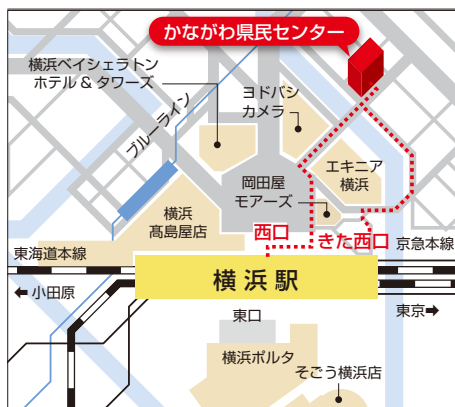 かながわ県民センター
横浜ベイシェラトン
ホテル & タワーズ
ヨドバシ
カメラ
ブルーライン
エキニア
横浜
岡田屋
モアーズ
横浜
髙島屋店
西口
きた西口
東海道本線
京急本線
横浜駅
←小田原
東京→
東口
横浜ポルタ
そごう横浜店